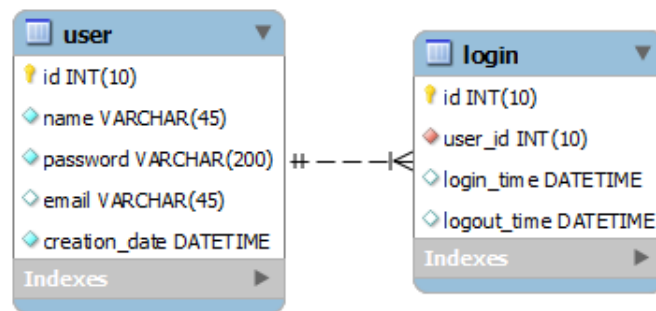 user
id INT(10)
name VARCHAR(45)
password VARCHAR(200)
email VARCHAR(45)
creation_date DATETIME
Indexes
login
id INT(10)
user_id INT(10)
login_time DATETIME
logout_time DATETIME
Indexes